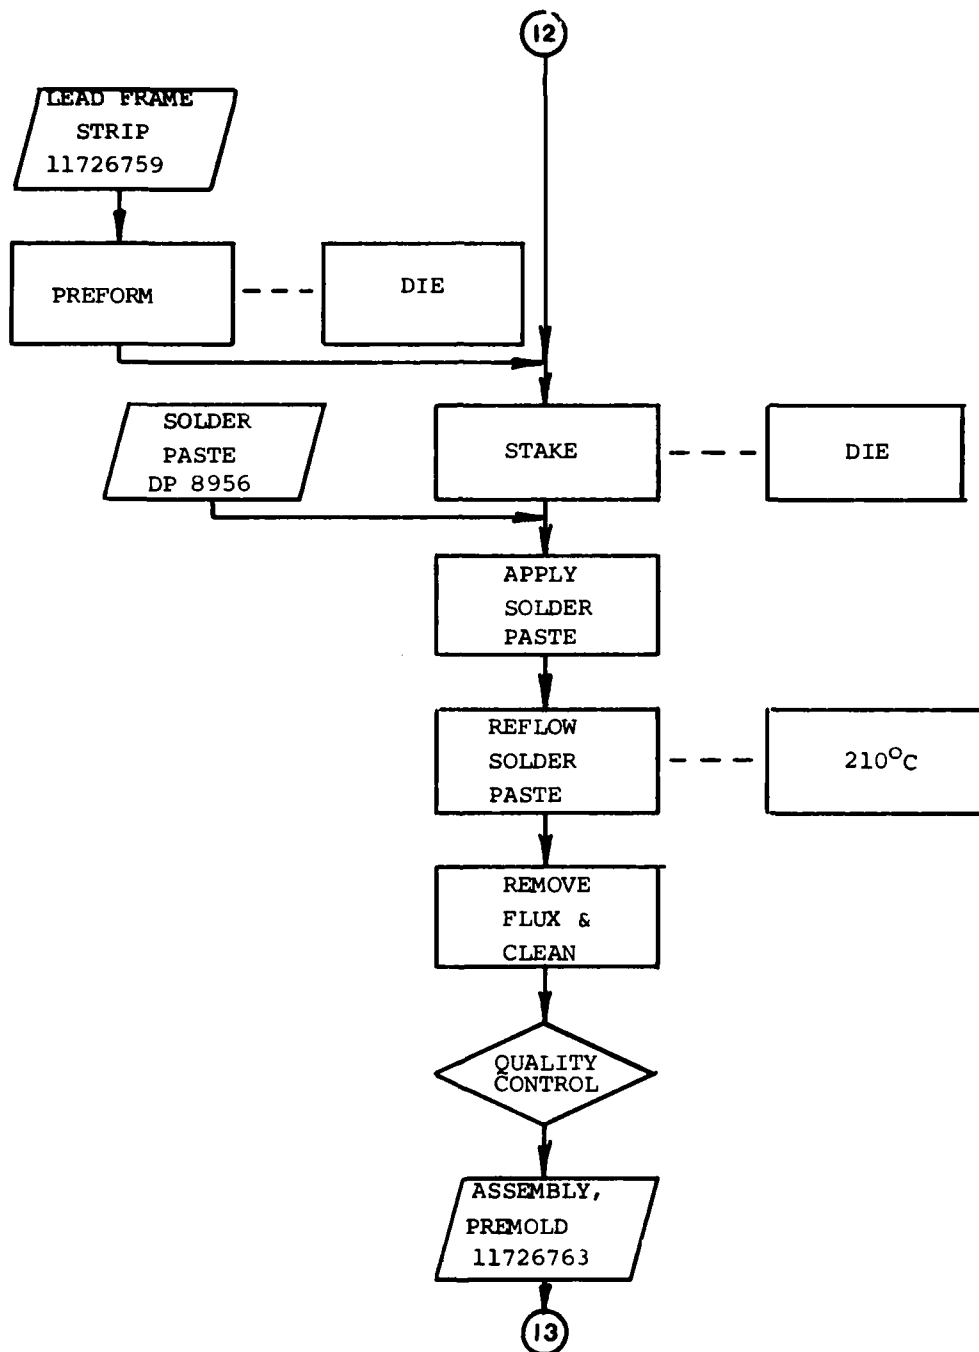 12
LEAD FRAME
STRIP
11726759
PREFORM
DIE
SOLDER
PASTE
DP 8956
STAKE
DIE
APPLY
SOLDER
PASTE
REFLOW
SOLDER
PASTE
210°C
REMOVE
FLUX &
CLEAN
QUALITY
CONTROL
ASSEMBLY,
PREMOLD
11726763
13